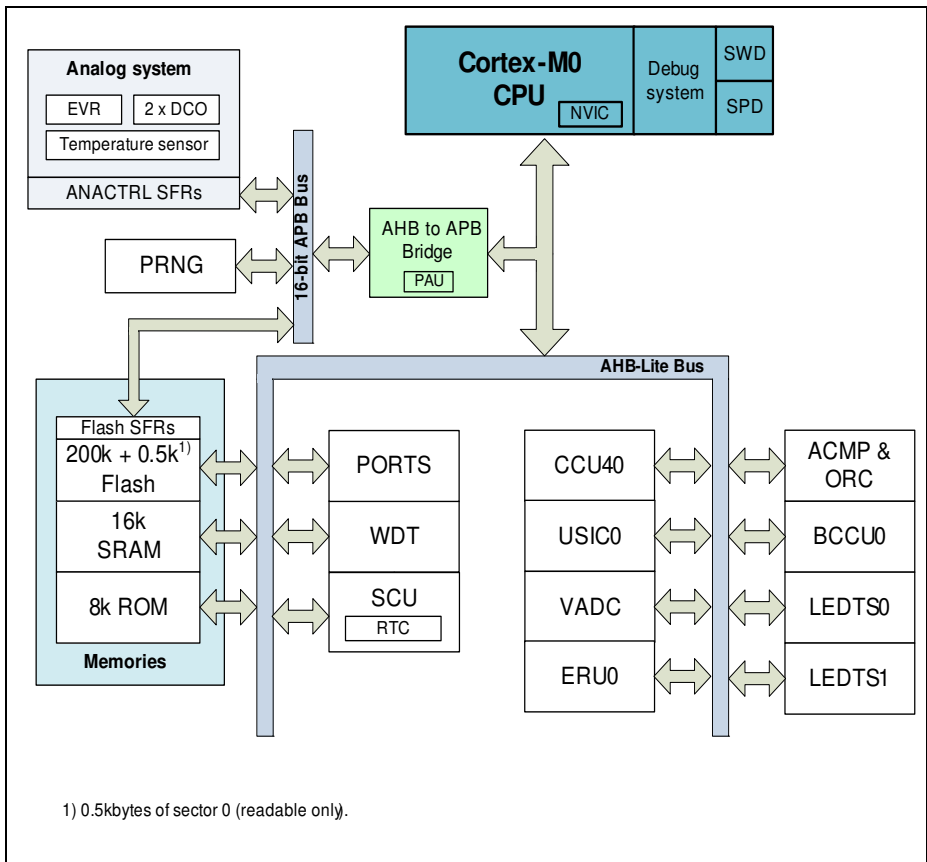 Analog system
EVR
2 x DCO
Temperature sensor
ANACTRL SFRs
Cortex-M0
CPU
NVIC
Debug
system
SWD
SPD
16-bit APB Bus
PRNG
AHB to APB
Bridge
PAU
AHB-Lite Bus
Flash SFRs
200k + 0.5k1)
Flash
16k
SRAM
8k ROM
Memories
PORTS
WDT
SCU
RTC
CCU40
USIC0
VADC
ERU0
ACMP &
ORC
BCCU0
LEDTS0
LEDTS1
1) 0.5kbytes of sector 0 (readable only).